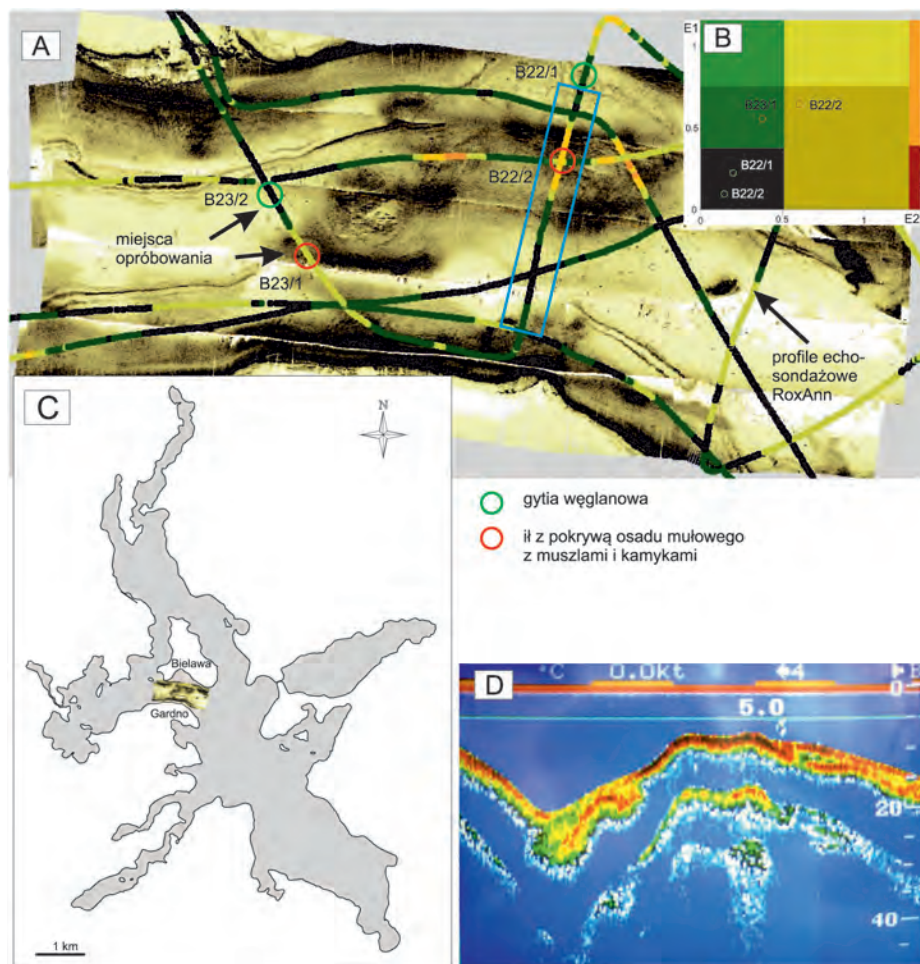 A
B22/1
B22/2
B23/2
miejsca
opróbowania
B23/1
profile echo-
sondażowe
RoxAnn
B
E1
1
0.5
0
0
0.5
E2
B23/1
B22/2
B22/1
B22/2
C
N
Bielawa
Gardno
1 km
gytia węglanowa
ił z pokrywą osadu mułowego
z muszlami i kamykami
D
°C
0.0kt
4
0
5.0
20
40